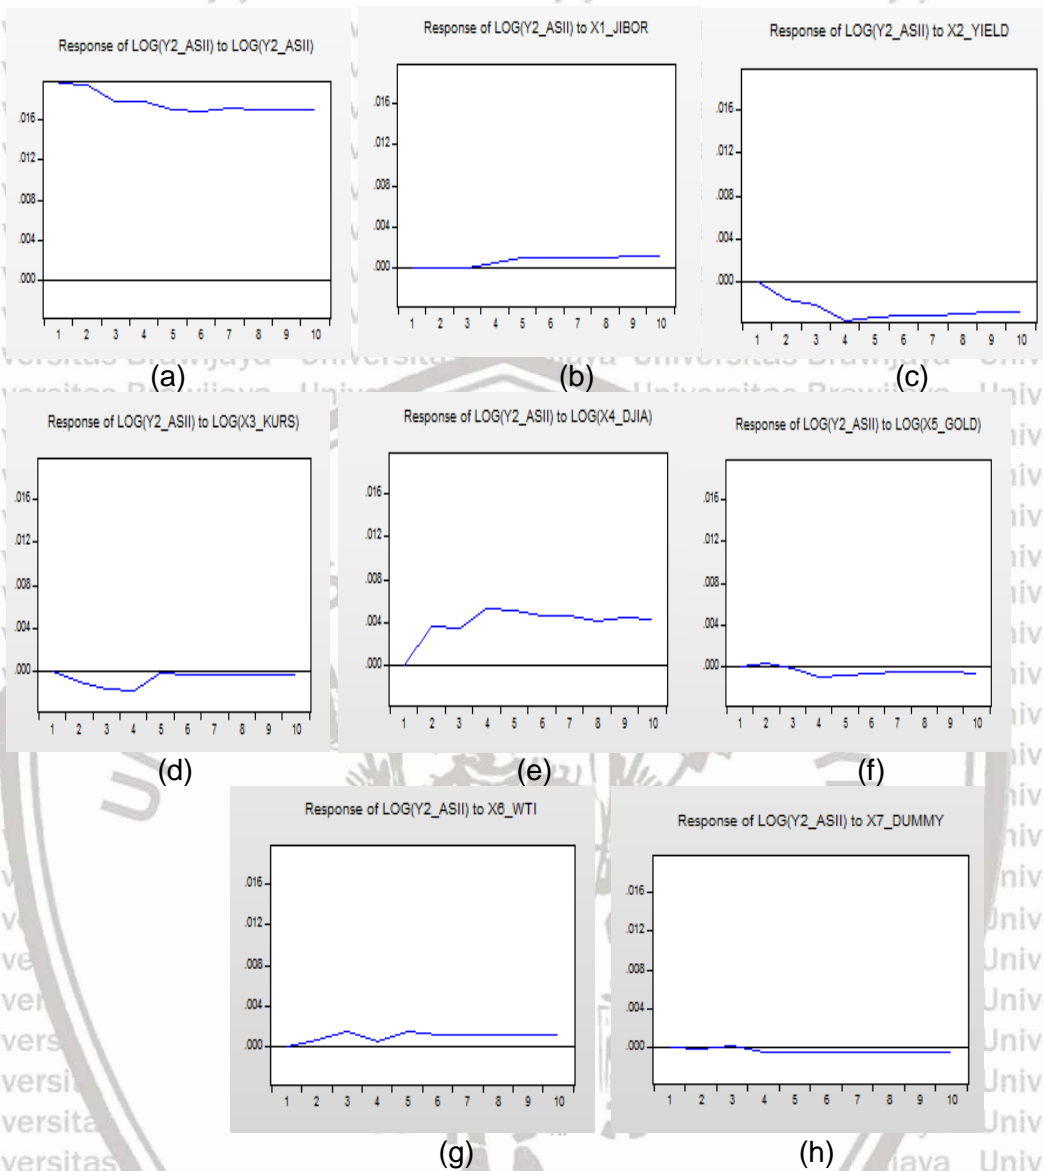 Response of LOG(Y2_ASII) to LOG(Y2_ASII)
.016
.012
.008
.004
.000
1 2 3 4 5 6 7 8 9 10
(a)
Response of LOG(Y2_ASII) to X1_JIBOR
.016
.012
.008
.004
.000
1 2 3 4 5 6 7 8 9 10
(b)
Response of LOG(Y2_ASII) to X2_YIELD
.016
.012
.008
.004
.000
1 2 3 4 5 6 7 8 9 10
(c)
Response of LOG(Y2_ASII) to LOG(X3_KURS)
.016
.012
.008
.004
.000
1 2 3 4 5 6 7 8 9 10
(d)
Response of LOG(Y2_ASII) to LOG(X4_DJIA)
.016
.012
.008
.004
.000
1 2 3 4 5 6 7 8 9 10
(e)
Response of LOG(Y2_ASII) to LOG(X5_GOLD)
.016
.012
.008
.004
.000
1 2 3 4 5 6 7 8 9 10
(f)
Response of LOG(Y2_ASII) to X6_WTI
.016
.012
.008
.004
.000
1 2 3 4 5 6 7 8 9 10
(g)
Response of LOG(Y2_ASII) to X7_DUMMY
.016
.012
.008
.004
.000
1 2 3 4 5 6 7 8 9 10
(h)